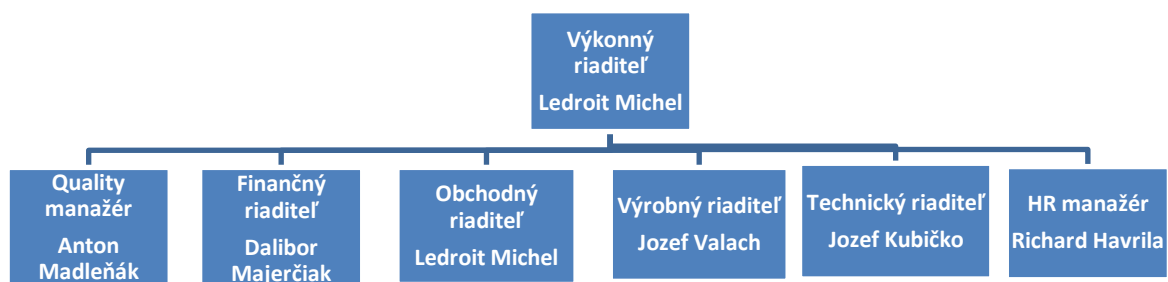 Výkonný
riaditeľ
Ledroit Michel
Quality
manažér
Anton
Madleňák
Finančný
riaditeľ
Dalibor
Majerčiak
Obchodný
riaditeľ
Ledroit Michel
Výrobný riaditeľ
Jozef Valach
Technický riaditeľ
Jozef Kubičko
HR manažér
Richard Havrila